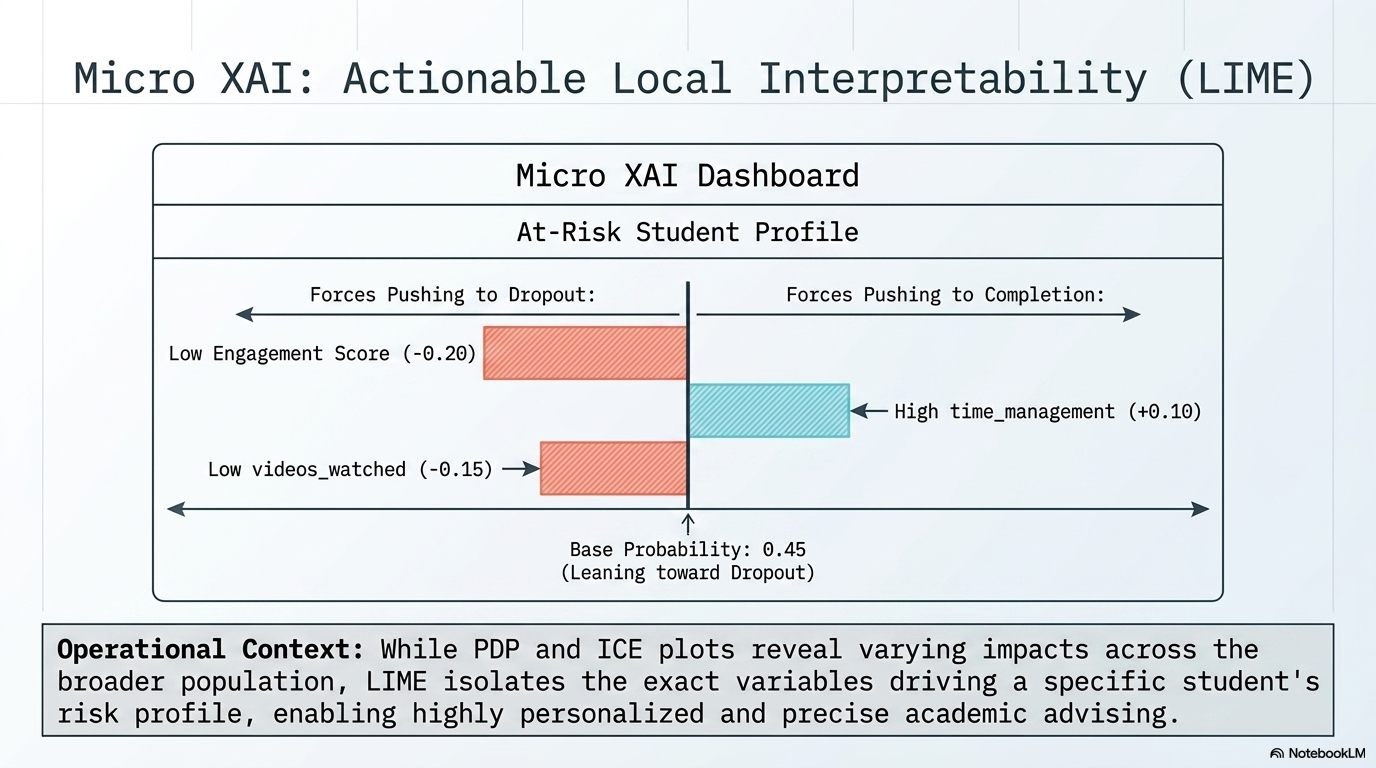 Micro XAI: Actionable Local Interpretability (LIME)
Micro XAI Dashboard
At-Risk Student Profile
Forces Pushing to Dropout:
Forces Pushing to Completion:
Low Engagement Score (-0.20)
High time_management (+0.10)
Low videos_watched (-0.15)
Base Probability: 0.45
(Leaning toward Dropout)
Operational Context: While PDP and ICE plots reveal varying impacts across the
broader population, LIME isolates the exact variables driving a specific student's
risk profile, enabling highly personalized and precise academic advising.
NotebookLM